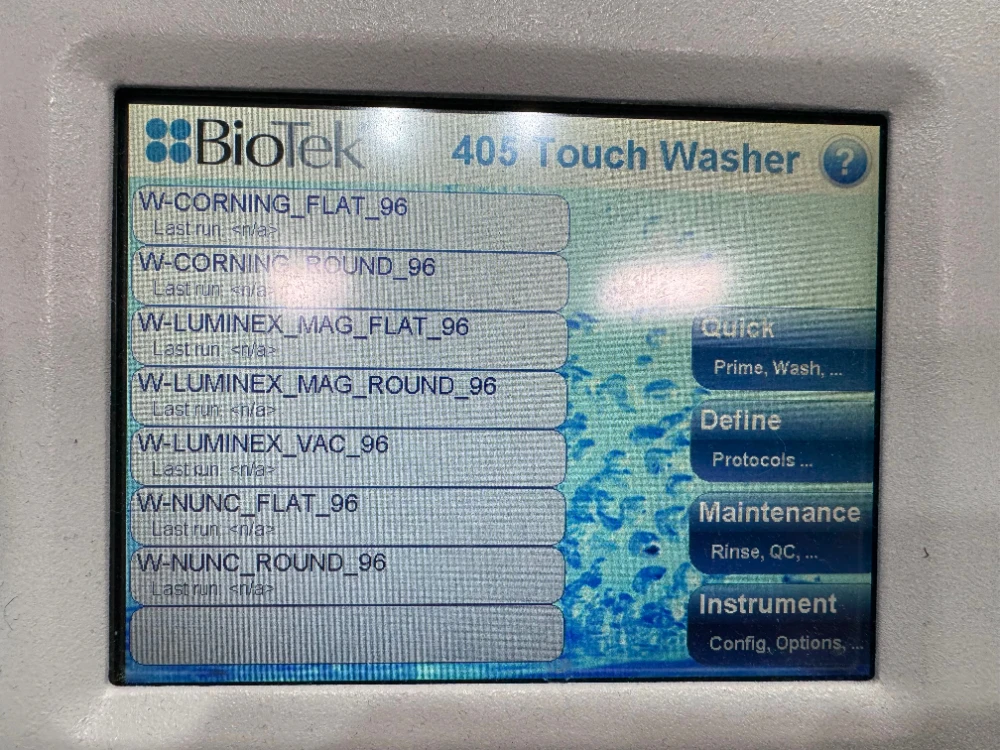 BioTek
405 Touch Washer
?
W-CORNING_FLAT_96
Last run: <n/a>
W-CORNING_ROUND_96
Last run: <n/a>
W-LUMINEX_MAG_FLAT_96
Last run: <n/a>
W-LUMINEX_MAG_ROUND_96
Last run: <n/a>
W-LUMINEX_VAC_96
Last run: <n/a>
W-NUNC_FLAT_96
Last run: <n/a>
W-NUNC_ROUND_96
Last run: <n/a>
Quick
Prime, Wash, ...
Define
Protocols ...
Maintenance
Rinse, QC, ...
Instrument
Config, Options, ...